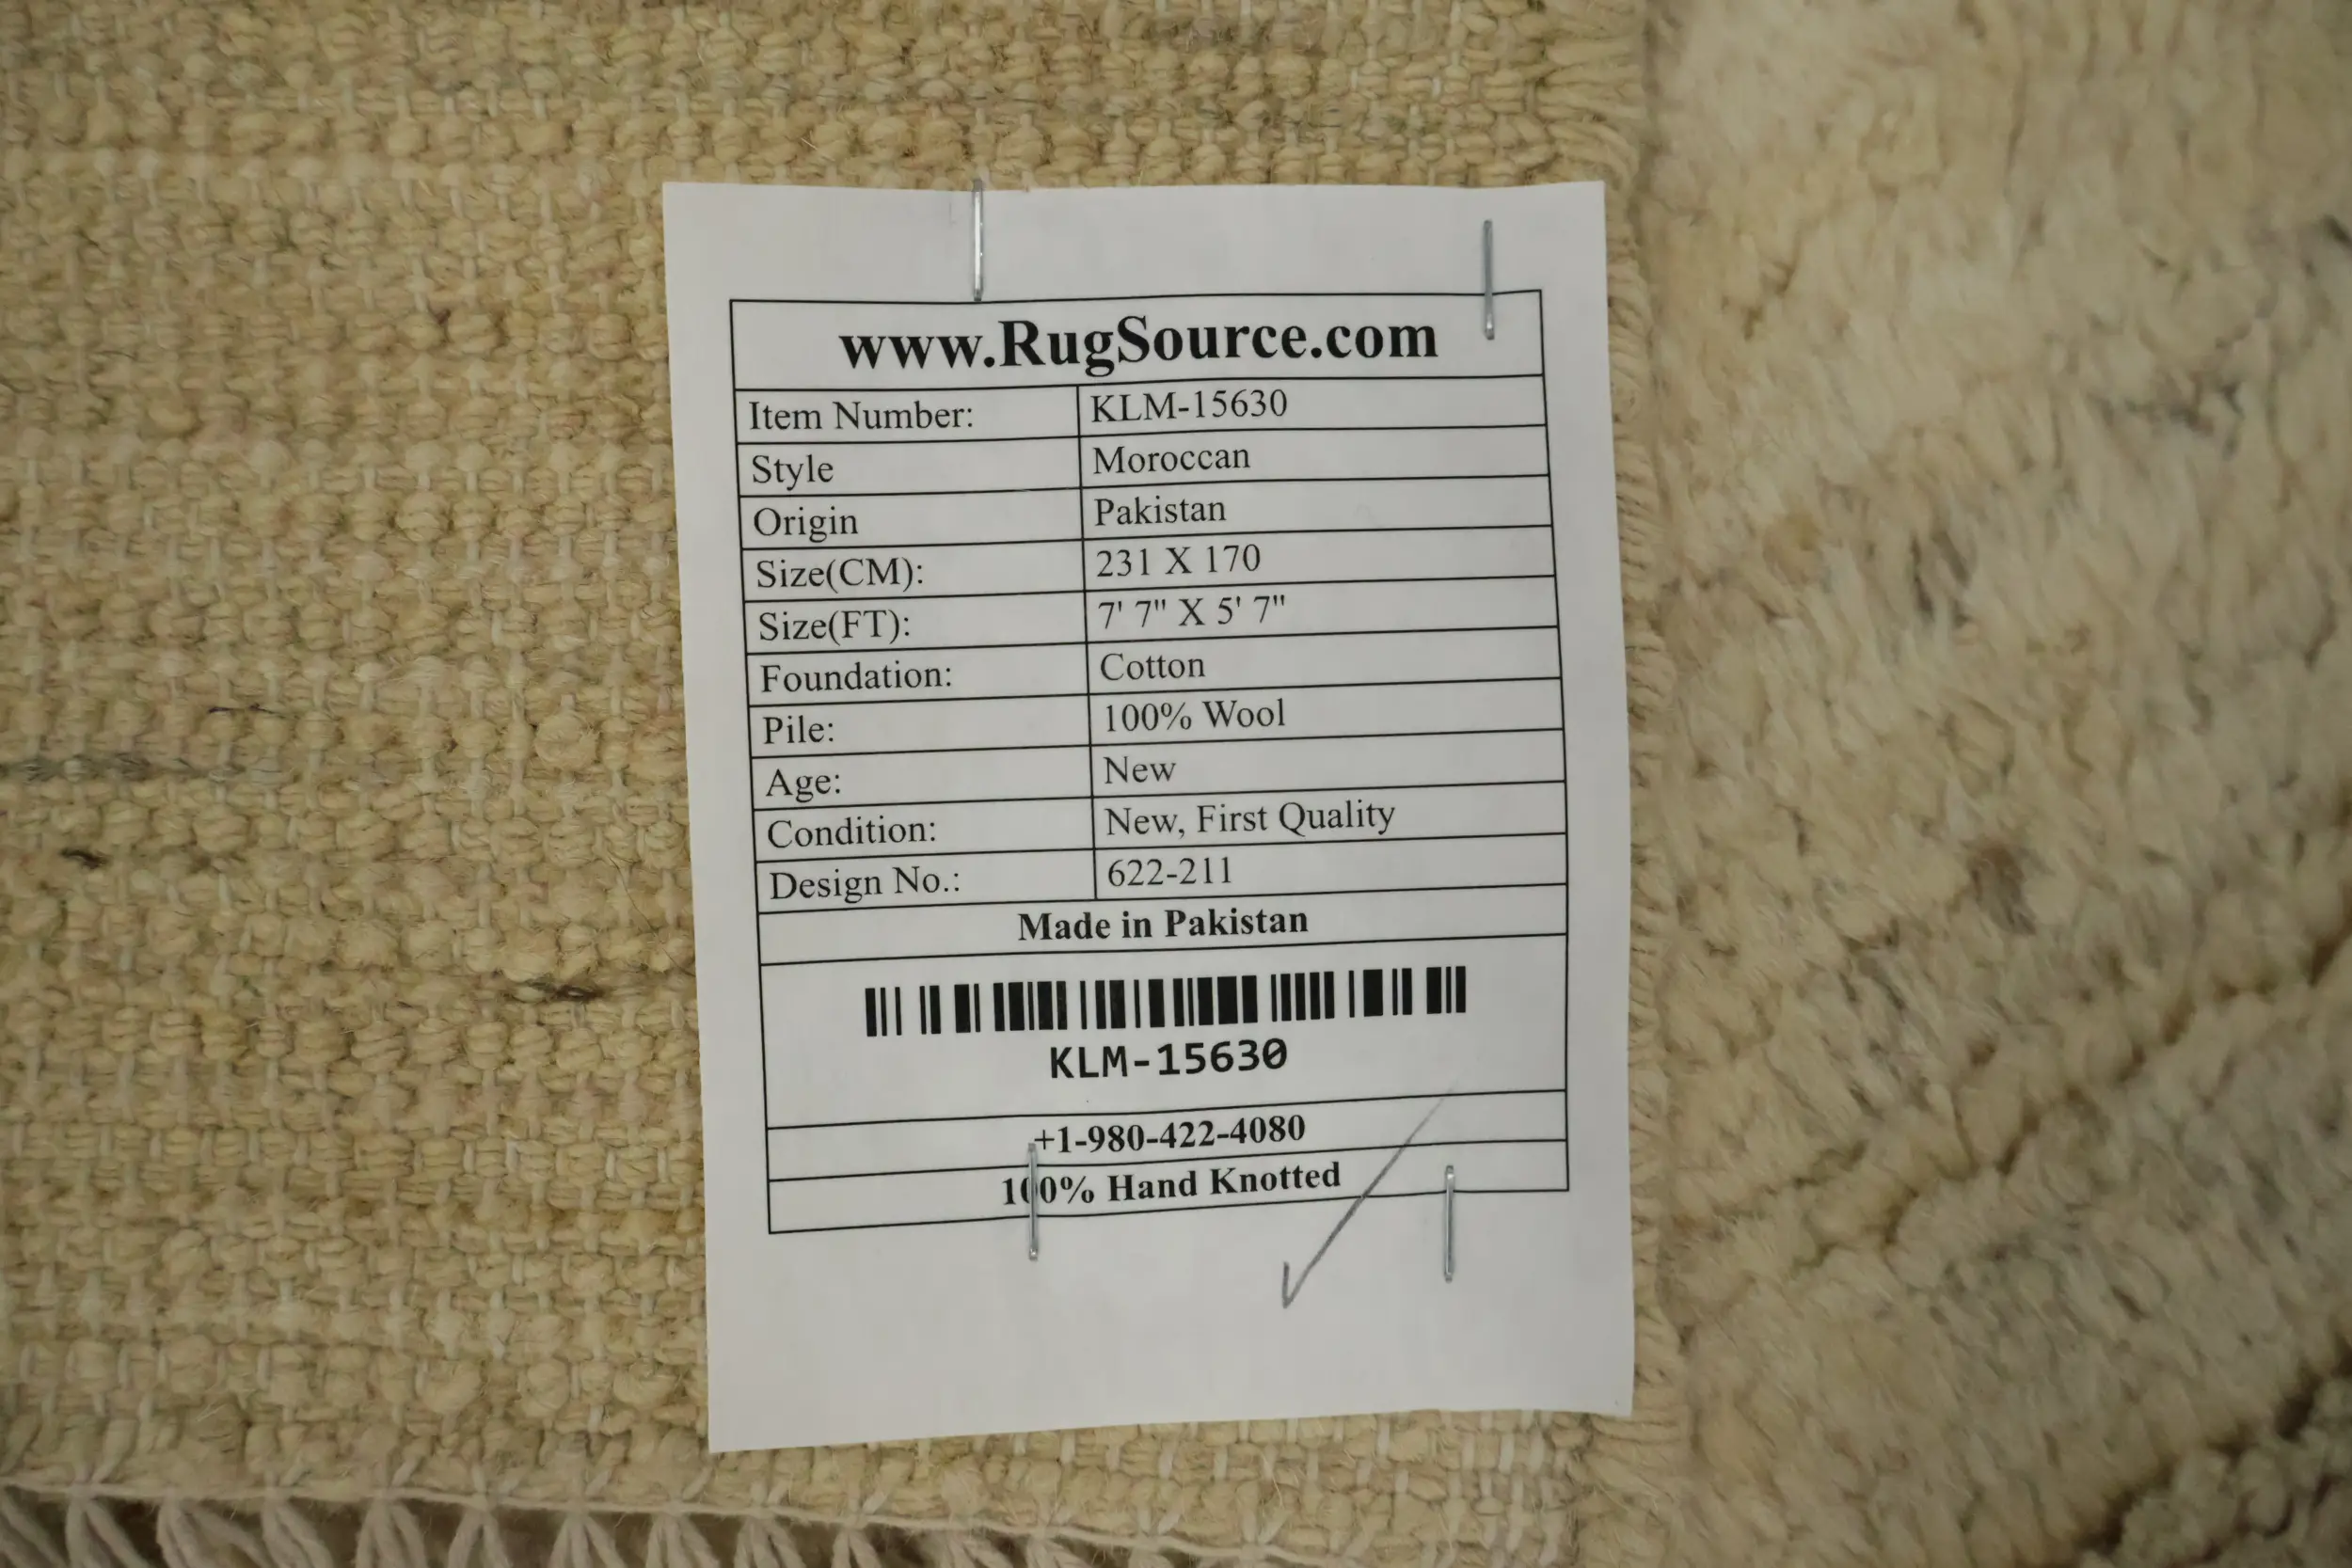 www.RugSource.com
Item Number: KLM-15630
Style Moroccan
Origin Pakistan
Size(CM): 231 X 170
Size(FT): 7' 7" X 5' 7"
Foundation: Cotton
Pile: 100% Wool
Age: New
Condition: New, First Quality
Design No.: 622-211
Made in Pakistan
KLM-15630
+1-980-422-4080
100% Hand Knotted